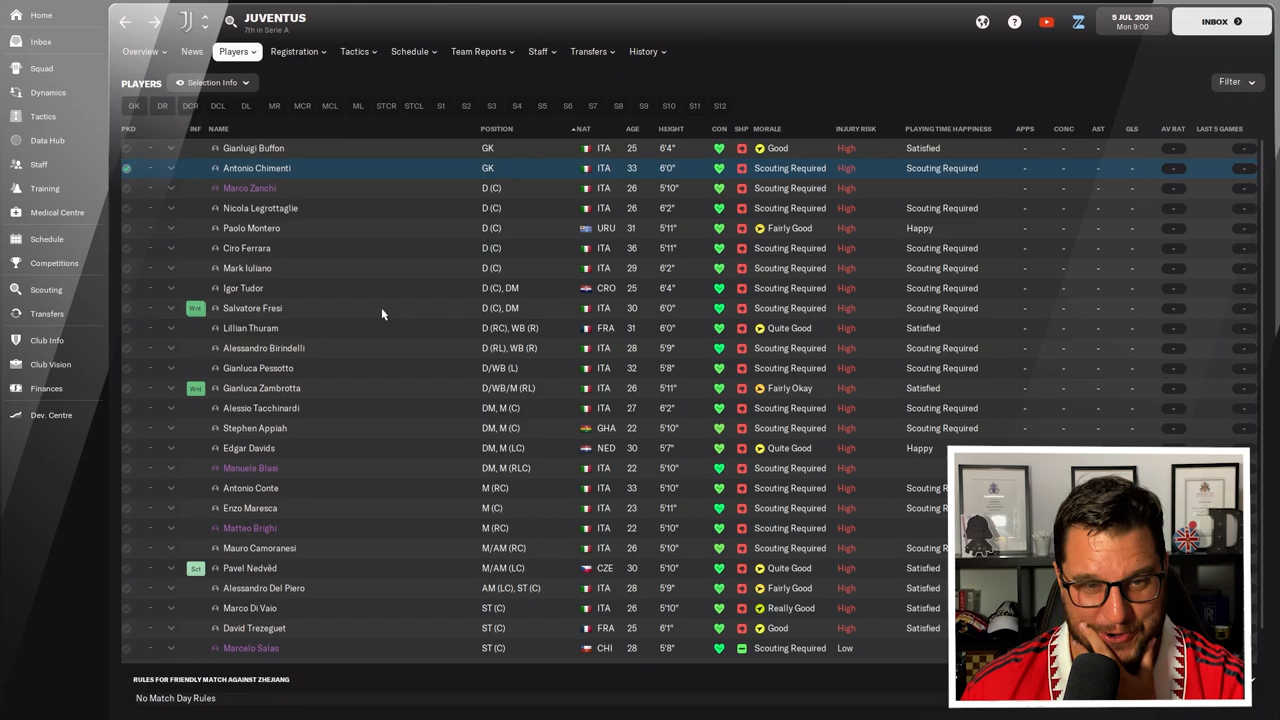 Home JUVENTUS 7th in Serie A 5 JUL 2021 Mon 9:00 INBOX
Inbox Overview News Players Registration Tactics Schedule Team Reports Staff Transfers History
Squad PLAYERS Selection Info Filter
Dynamics GK DR DCR DCL DL MR MCR MCL ML STCR STCL S1 S2 S3 S4 S5 S6 S7 S8 S9 S10 S11 S12
Tactics PKD INF NAME POSITION NAT AGE HEIGHT CON SHP MORALE INJURY RISK PLAYING TIME HAPPINESS APPS CONC AST GLS AV RAT LAST 5 GAMES
Data Hub - Gianluigi Buffon GK ITA 25 6'4" Good High Satisfied - - - - - -
Staff - Antonio Chimenti GK ITA 33 6'0" Scouting Required High Scouting Required - - - - - -
Training - Marco Zanchi D (C) ITA 26 5'10" Scouting Required High Scouting Required - - - - - -
Medical Centre - Nicola Legrottaglie D (C) ITA 26 6'2" Scouting Required High Scouting Required - - - - - -
- Paolo Montero D (C) URU 31 5'11" Fairly Good High Happy - - - - - -
Schedule - Ciro Ferrara D (C) ITA 36 5'11" Scouting Required High Scouting Required - - - - - -
Competitions - Mark Iuliano D (C) ITA 29 6'2" Scouting Required High Scouting Required - - - - - -
Scouting - Igor Tudor D (C), DM CRO 25 6'4" Scouting Required High Scouting Required - - - - - -
Transfers Wnt - Salvatore Fresi D (C), DM ITA 30 6'0" Scouting Required High Scouting Required - - - - - -
- Lillian Thuram D (RC), WB (R) FRA 31 6'0" Quite Good High Satisfied - - - - - -
Club Info - Alessandro Birindelli D (RL), WB (R) ITA 28 5'9" Scouting Required High Scouting Required - - - - - -
Club Vision - Gianluca Pessotto D/WB (L) ITA 32 5'8" Scouting Required High Scouting Required - - - - - -
Finances - Wnt Gianluca Zambrotta D/WB/M (RL) ITA 26 5'11" Fairly Okay High Satisfied - - - - - -
Dev. Centre - Alessio Tacchinardi DM, M (C) ITA 27 6'2" Scouting Required High Scouting Required - - - - - -
- Stephen Appiah DM, M (C) GHA 22 5'10" Scouting Required High Scouting Required - - - - - -
- Edgar Davids DM, M (LC) NED 30 5'7" Quite Good High Happy
- Manuele Blasi DM, M (RLC) ITA 22 5'10" Scouting Required High
- Antonio Conte M (RC) ITA 33 5'10" Scouting Required High Scouting R
- Enzo Maresca M (C) ITA 23 5'11" Scouting Required High Scouting R
- Matteo Brighi M (RC) ITA 22 5'10" Scouting Required High
- Mauro Camoranesi M/AM (RC) ITA 26 5'10" Scouting Required High Scouting R
- Sct Pavel Nedvěd M/AM (LC) CZE 30 5'10" Quite Good High Satisfied
- Alessandro Del Piero AM (LC), ST (C) ITA 28 5'9" Fairly Good High Satisfied
- Marco Di Vaio ST (C) ITA 26 5'10" Really Good High Satisfied
- David Trezeguet ST (C) FRA 25 6'1" Good High Satisfied
- Marcelo Salas ST (C) CHI 28 5'8" Scouting Required Low
RULES FOR FRIENDLY MATCH AGAINST ZHEJIANG
No Match Day Rules